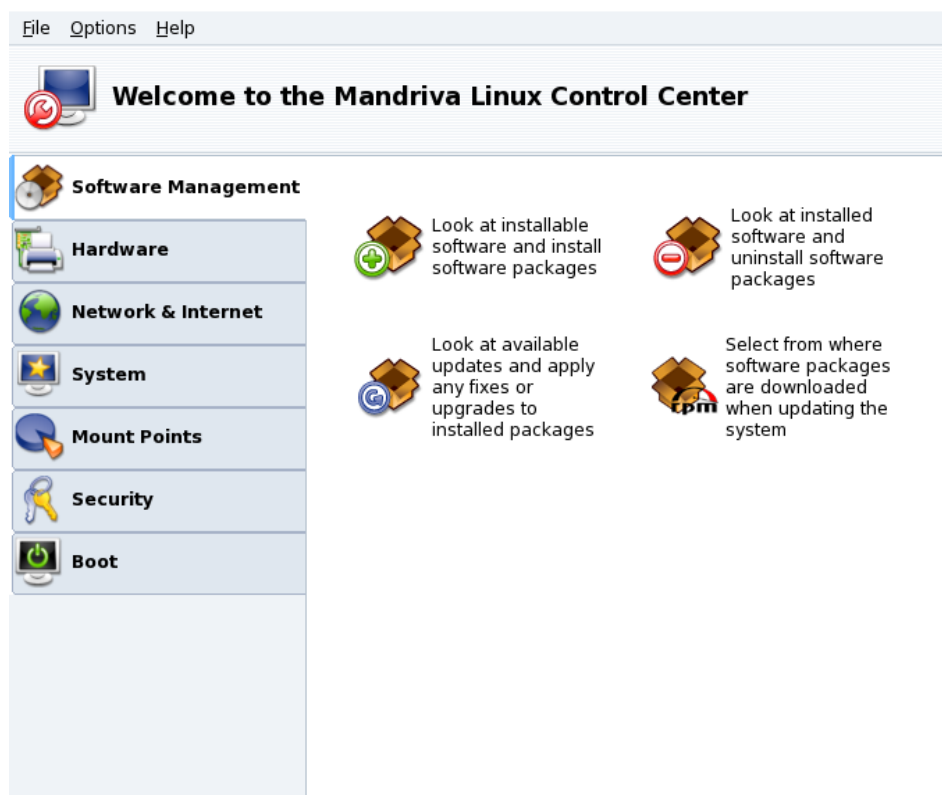 File Options Help
Welcome to the Mandriva Linux Control Center
Software Management
Hardware
Network & Internet
System
Mount Points
Security
Boot
Look at installable
software and install
software packages
Look at installed
software and
uninstall software
packages
Look at available
updates and apply
any fixes or
upgrades to
installed packages
rpm
Select from where
software packages
are downloaded
when updating the
system